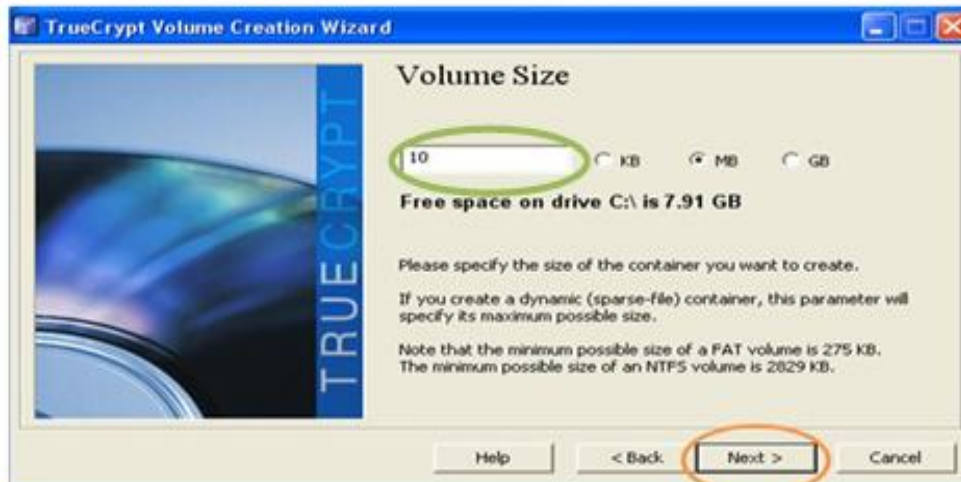 TrueCrypt Volume Creation Wizard
TRUECRYPT
Volume Size
10 KB MB GB
Free space on drive C:\ is 7.91 GB
Please specify the size of the container you want to create.
If you create a dynamic (sparse-file) container, this parameter will
specify its maximum possible size.
Note that the minimum possible size of a FAT volume is 275 KB.
The minimum possible size of an NTFS volume is 2829 KB.
Help < Back Next > Cancel